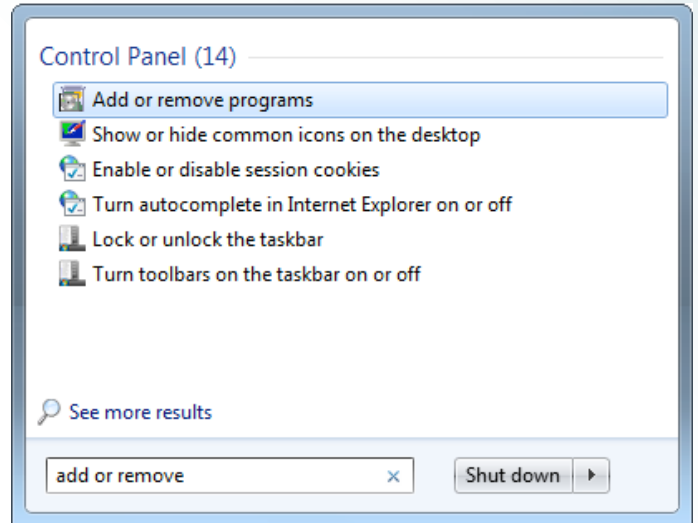 Control Panel (14)
Add or remove programs
Show or hide common icons on the desktop
Enable or disable session cookies
Turn autocomplete in Internet Explorer on or off
Lock or unlock the taskbar
Turn toolbars on the taskbar on or off
See more results
add or remove
Shut down